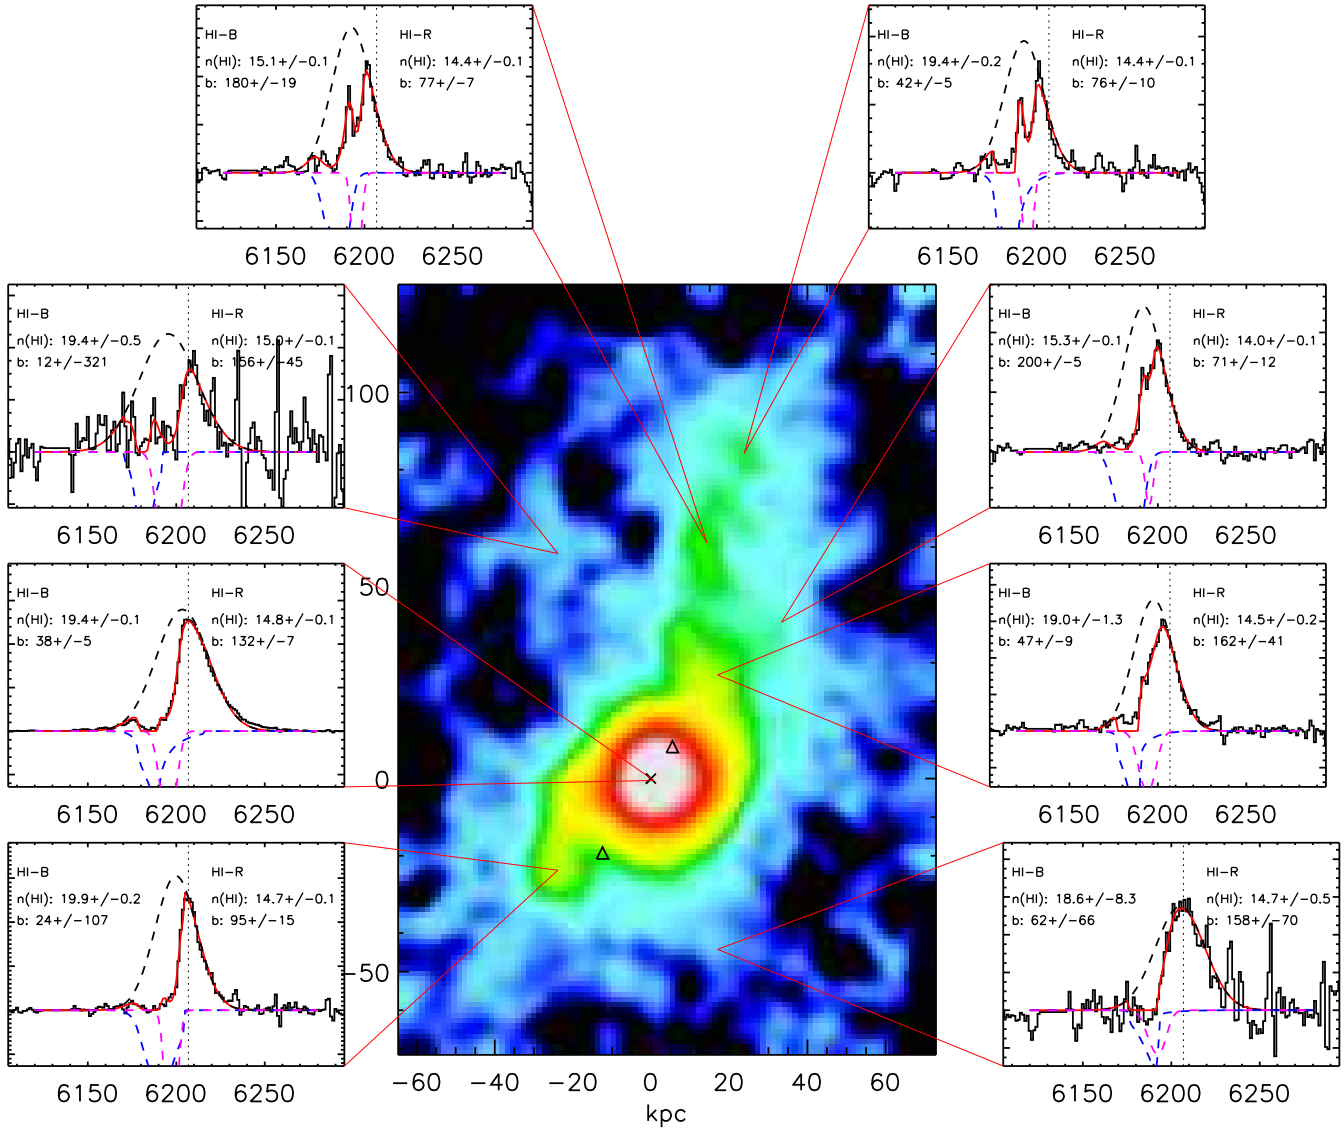 HI-B HI-R
n(HI): 15.1+/-0.1 n(HI): 14.4+/-0.1
b: 180+/-19 b: 77+/-7
6150 6200 6250
HI-B HI-R
n(HI): 19.4+/-0.2 n(HI): 14.4+/-0.1
b: 42+/-5 b: 76+/-10
6150 6200 6250
HI-B HI-R
n(HI): 19.4+/-0.5 n(HI): 15.0+/-0.1
b: 12+/-321 b: 156+/-45
6150 6200 6250
HI-B HI-R
n(HI): 15.3+/-0.1 n(HI): 14.0+/-0.1
b: 200+/-5 b: 71+/-12
6150 6200 6250
HI-B HI-R
n(HI): 19.4+/-0.1 n(HI): 14.8+/-0.1
b: 38+/-5 b: 132+/-7
6150 6200 6250
HI-B HI-R
n(HI): 19.0+/-1.3 n(HI): 14.5+/-0.2
b: 47+/-9 b: 162+/-41
6150 6200 6250
HI-B HI-R
n(HI): 19.9+/-0.2 n(HI): 14.7+/-0.1
b: 24+/-107 b: 95+/-15
6150 6200 6250
HI-B HI-R
n(HI): 18.6+/-8.3 n(HI): 14.7+/-0.5
b: 62+/-66 b: 158+/-70
6150 6200 6250
100
50
0
-50
-60 -40 -20 0 20 40 60
kpc